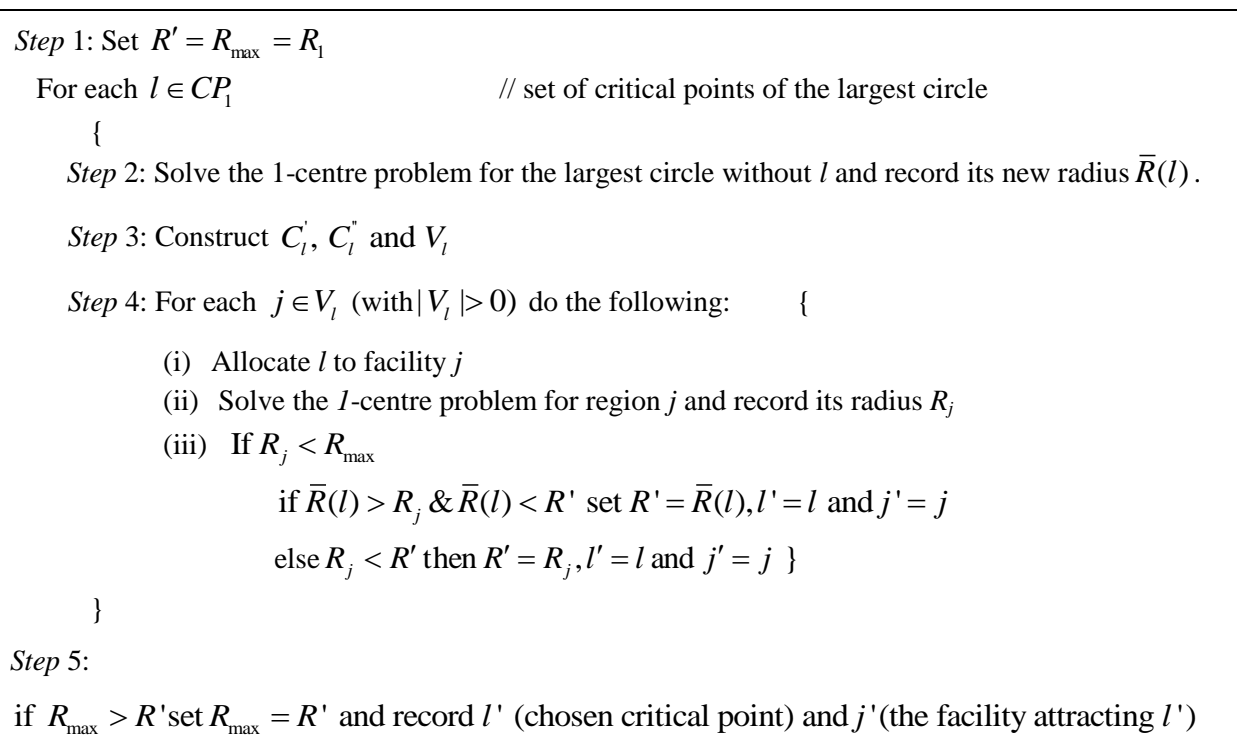 Step 1: Set R′ = R_max = R_1
For each l ∈ CP_1 // set of critical points of the largest circle
{
Step 2: Solve the 1-centre problem for the largest circle without l and record its new radius R̅(l).
Step 3: Construct C_l', C_l" and V_l
Step 4: For each j ∈ V_l (with |V_l| > 0) do the following: {
(i) Allocate l to facility j
(ii) Solve the 1-centre problem for region j and record its radius R_j
(iii) If R_j < R_max
if R̅(l) > R_j & R̅(l) < R' set R' = R̅(l), l' = l and j' = j
else R_j < R′ then R′ = R_j, l′ = l and j′ = j }
}
Step 5:
if R_max > R' set R_max = R' and record l' (chosen critical point) and j' (the facility attracting l')